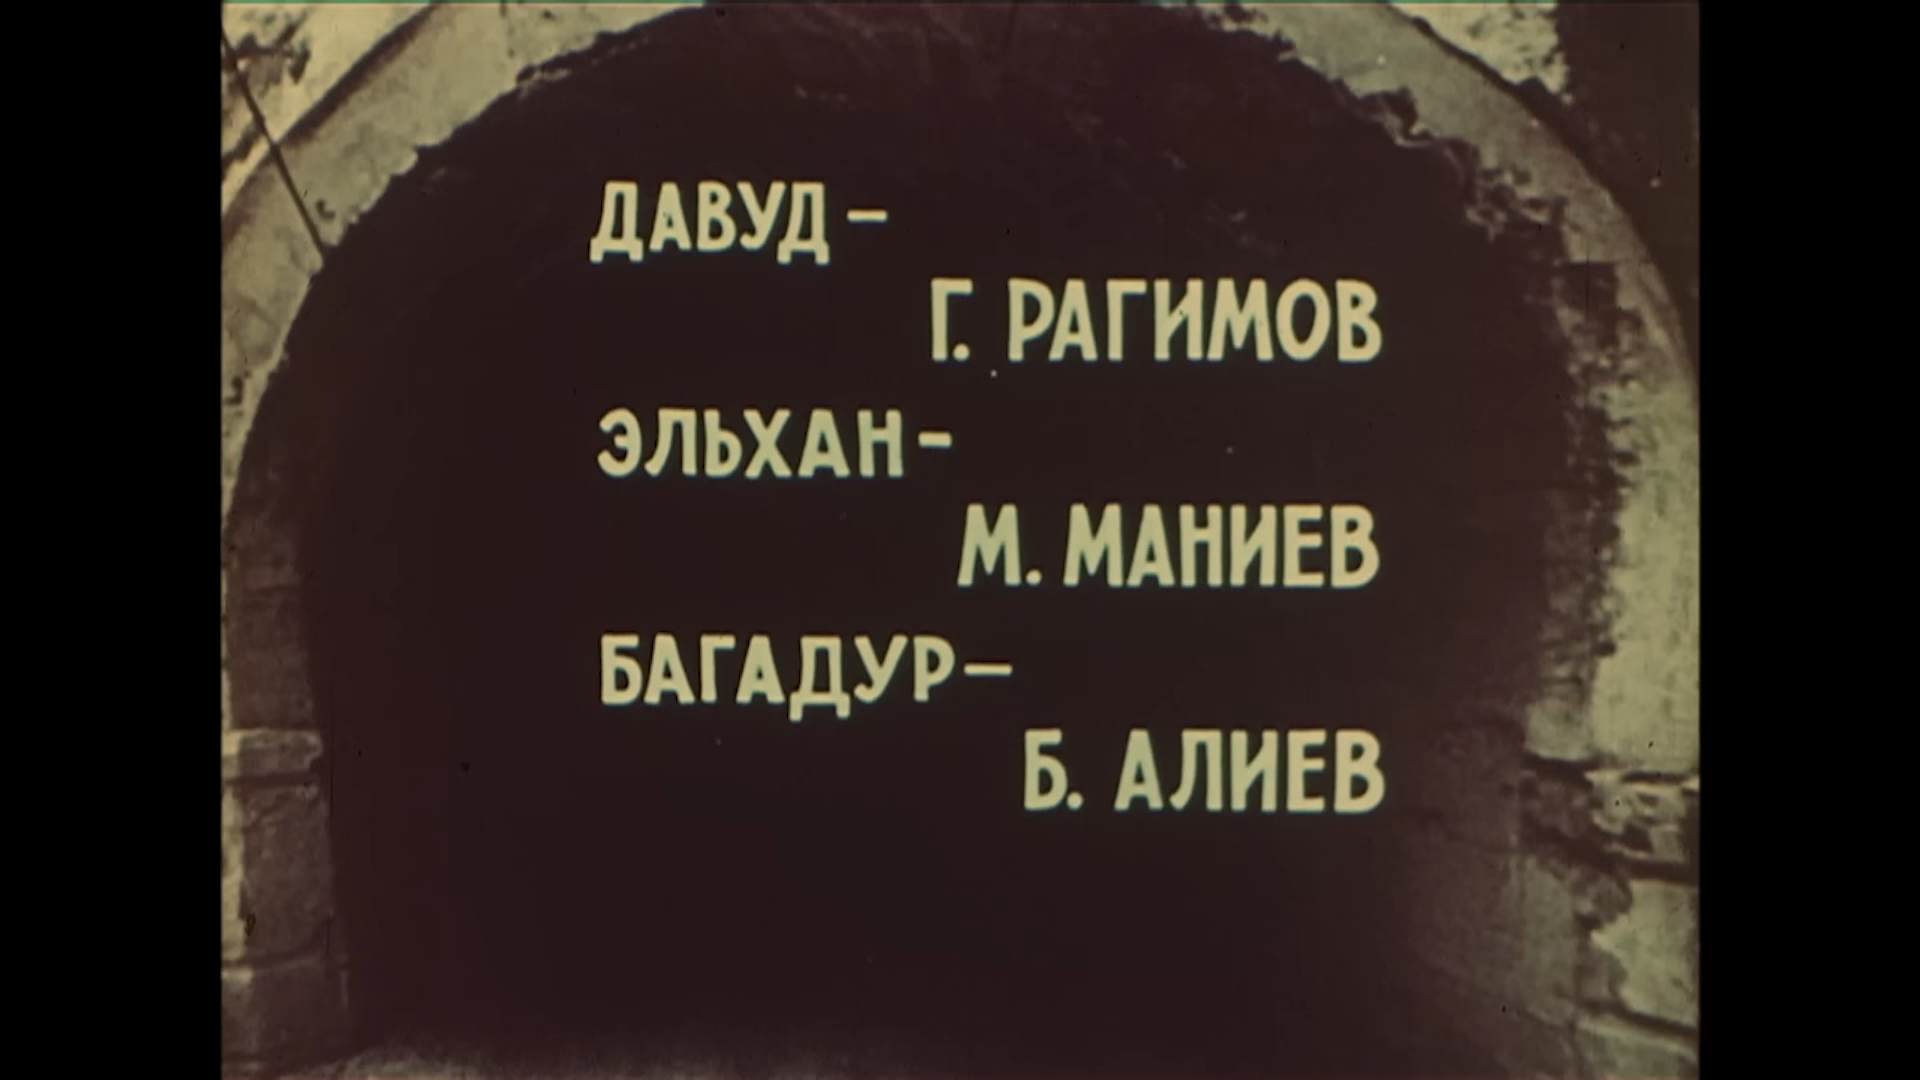 ДАВУД –
Г. РАГИМОВ
ЭЛЬХАН –
М. МАНИЕВ
БАГАДУР –
Б. АЛИЕВ